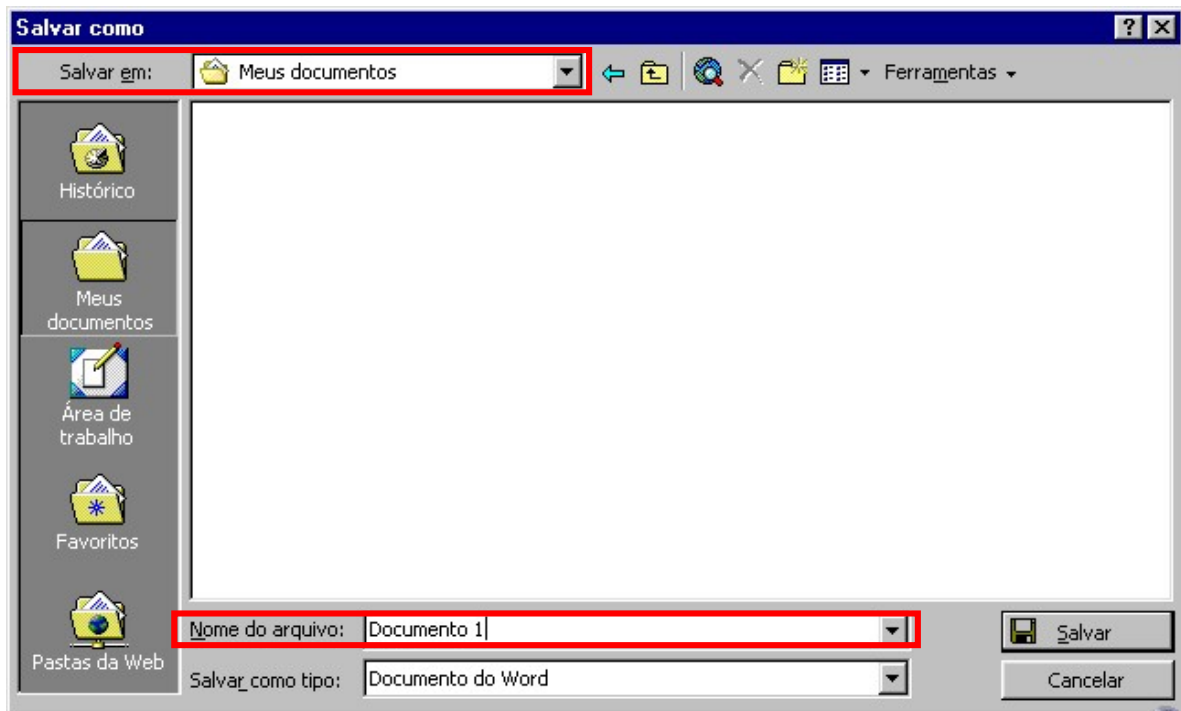 Salvar como
Salvar em: Meus documentos Ferramentas
Histórico
Meus
documentos
Área de
trabalho
Favoritos
Pastas da Web
Nome do arquivo: Documento 1 Salvar
Salvar como tipo: Documento do Word Cancelar